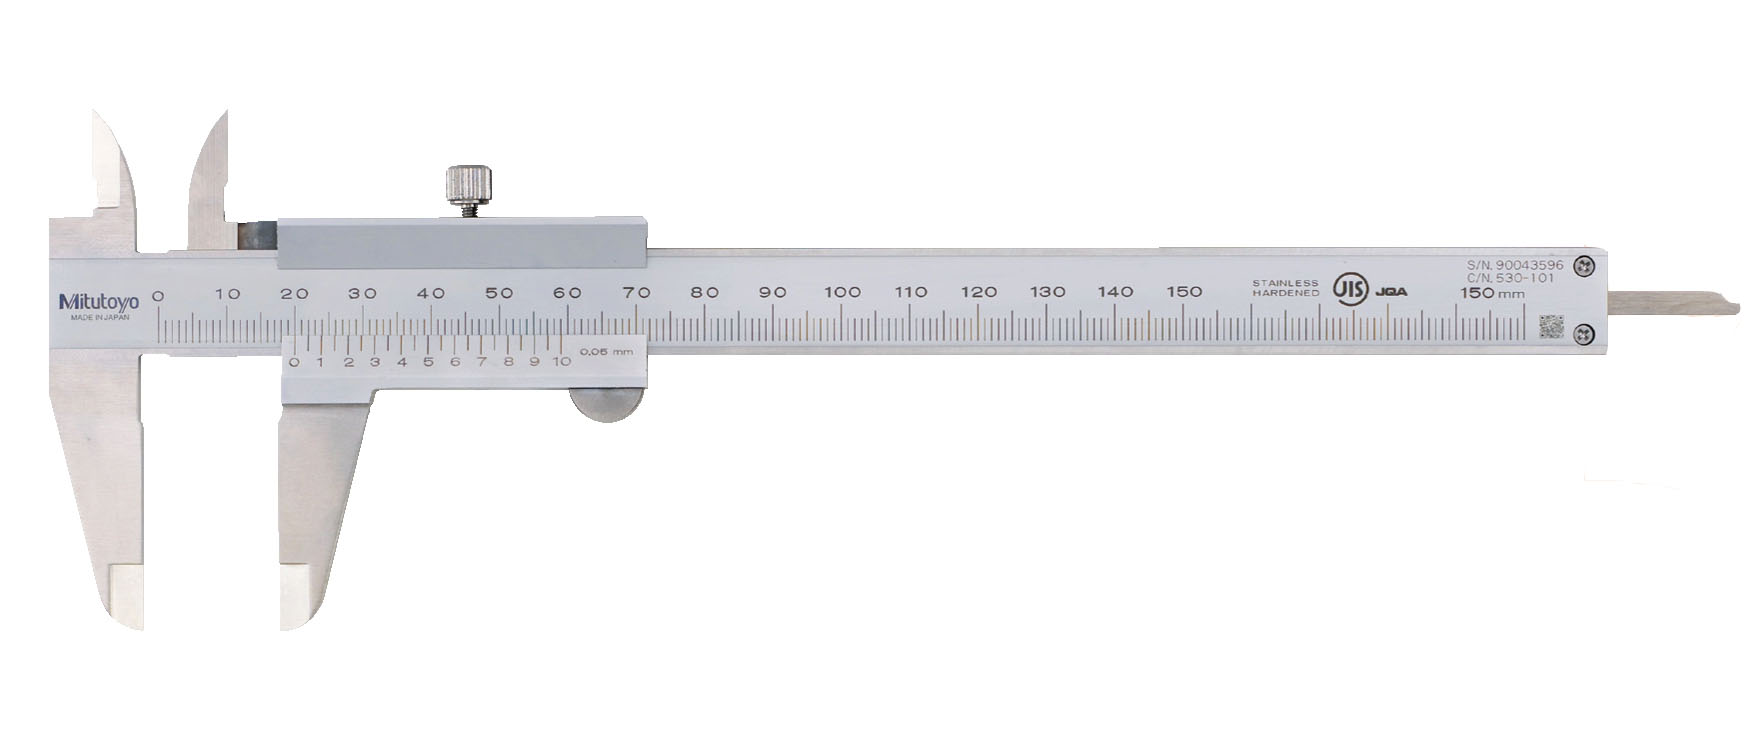 Mitutoyo
MADE IN JAPAN
0 10 20 30 40 50 60 70 80 90 100 110 120 130 140 150
STAINLESS
HARDENED
JIS
JQA
S/N. 90043596
C/N. 530-101
150 mm
0 1 2 3 4 5 6 7 8 9 10
0.05 mm